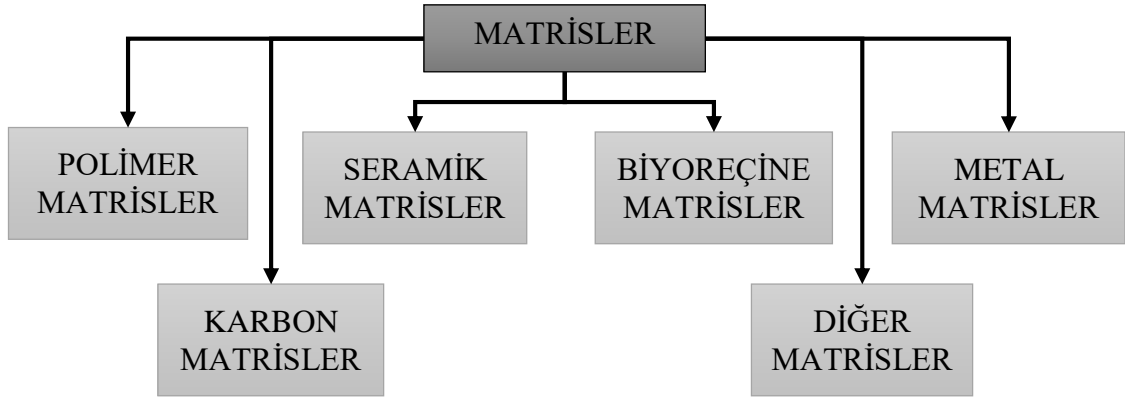 MATRİSLER
POLİMER
MATRİSLER
SERAMİK
MATRİSLER
BİYOREÇİNE
MATRİSLER
METAL
MATRİSLER
KARBON
MATRİSLER
DİĞER
MATRİSLER